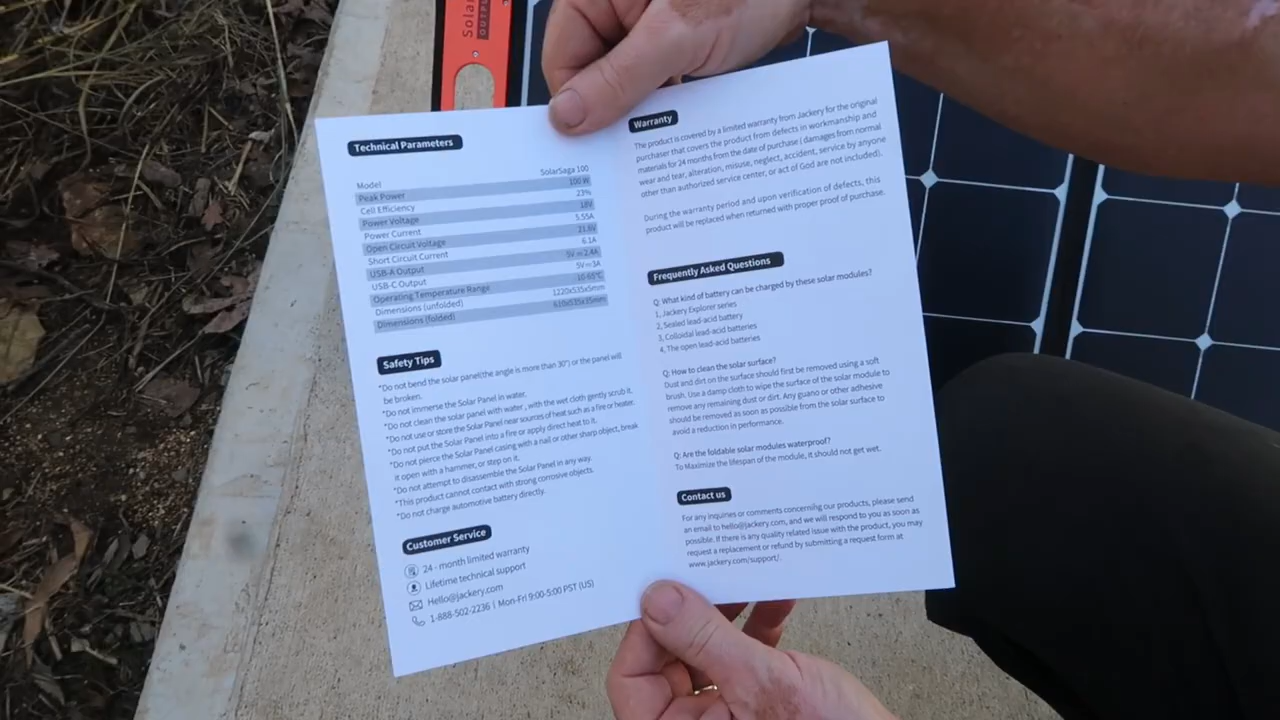 Solar
OUTPU
Technical Parameters
Model SolarSaga 100
Peak Power 100 W
Cell Efficiency 23%
Power Voltage 18V
Power Current 5.55A
Open Circuit Voltage 21.6V
Short Circuit Current 6.1A
USB-A Output 5V⎓2.4A
USB-C Output 5V⎓3A
Operating Temperature Range 10-65°C
Dimensions (unfolded) 1220x535x5mm
Dimensions (folded) 610x535x35mm
Safety Tips
*Do not bend the solar panel(the angle is more than 30°) or the panel will
be broken.
*Do not immerse the Solar Panel in water.
*Do not clean the solar panel with water , with the wet cloth gently scrub it.
*Do not use or store the Solar Panel near sources of heat such as a fire or heater.
*Do not put the Solar Panel into a fire or apply direct heat to it.
*Do not pierce the Solar Panel casing with a nail or other sharp object, break
it open with a hammer, or step on it.
*Do not attempt to disassemble the Solar Panel in any way.
*This product cannot contact with strong corrosive objects.
*Do not charge automotive battery directly.
Customer Service
24 - month limited warranty
Lifetime technical support
Hello@jackery.com
1-888-502-2236 | Mon-Fri 9:00-5:00 PST (US)
Warranty
The product is covered by a limited warranty from Jackery for the original
purchaser that covers the product from defects in workmanship and
materials for 24 months from the date of purchase ( damages from normal
wear and tear, alteration, misuse, neglect, accident, service by anyone
other than authorized service center, or act of God are not included).
During the warranty period and upon verification of defects, this
product will be replaced when returned with proper proof of purchase.
Frequently Asked Questions
Q: What kind of battery can be charged by these solar modules?
1, Jackery Explorer series
2, Sealed lead-acid battery
3, Colloidal lead-acid batteries
4, The open lead-acid batteries
Q: How to clean the solar surface?
Dust and dirt on the surface should first be removed using a soft
brush. Use a damp cloth to wipe the surface of the solar module to
remove any remaining dust or dirt. Any guano or other adhesive
should be removed as soon as possible from the solar surface to
avoid a reduction in performance.
Q: Are the foldable solar modules waterproof?
To Maximize the lifespan of the module, it should not get wet.
Contact us
For any inquiries or comments concerning our products, please send
an email to hello@jackery.com, and we will respond to you as soon as
possible. If there is any quality related issue with the product, you may
request a replacement or refund by submitting a request form at
www.jackery.com/support/.